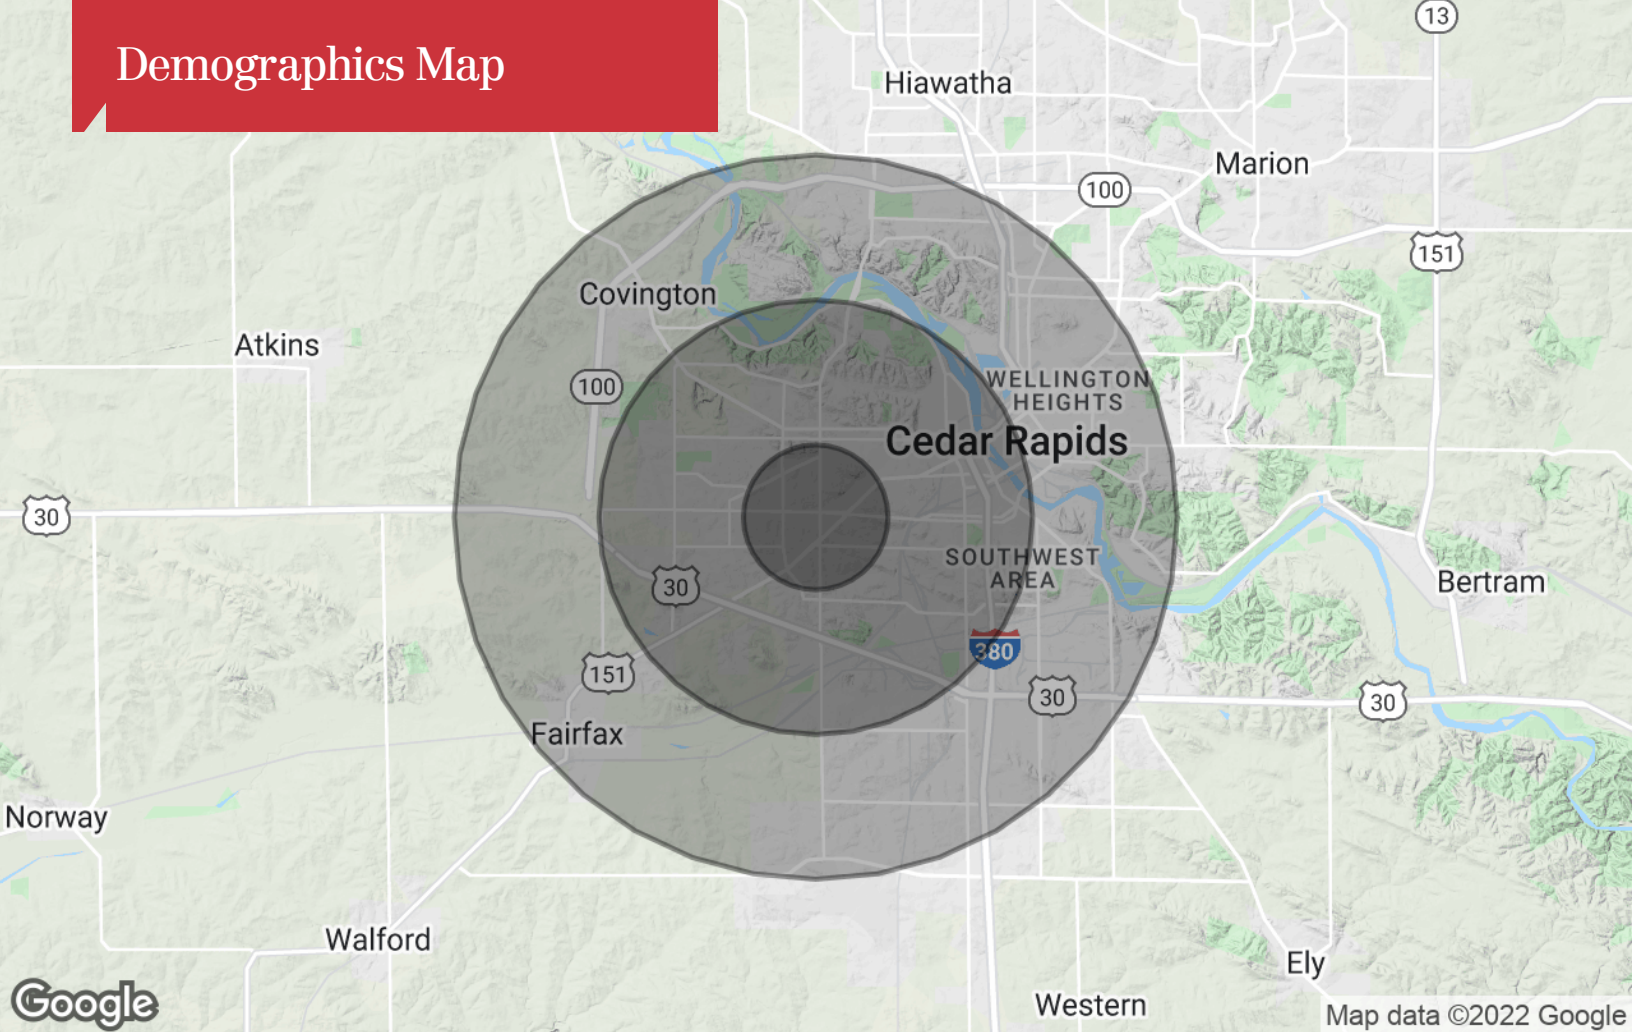 Demographics Map
13
Hiawatha
Marion
100
151
Covington
Atkins
100
WELLINGTON
HEIGHTS
Cedar Rapids
30
SOUTHWEST
AREA
30
Bertram
380
151
30
30
Fairfax
Norway
Walford
Ely
Google
Western
Map data ©2022 Google